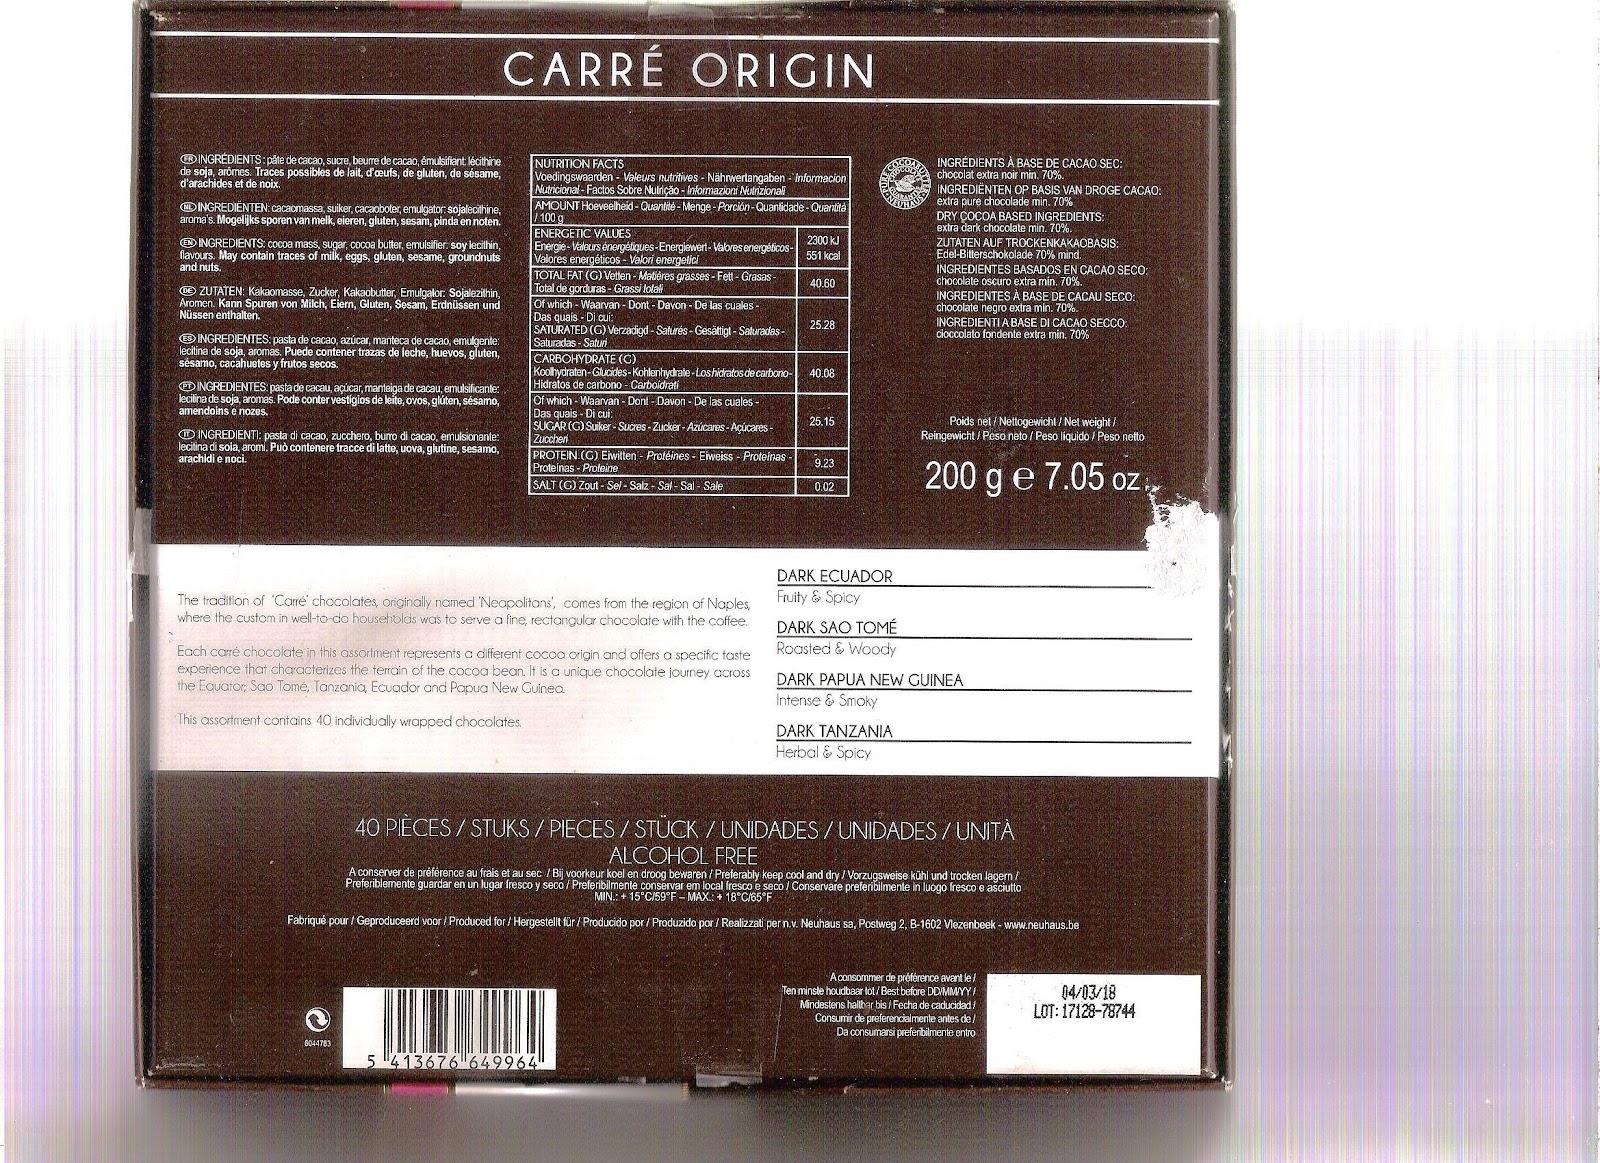 CARRÉ ORIGIN
FR INGRÉDIENTS : pâte de cacao, sucre, beurre de cacao, émulsifiant: lécithine
de soja, arômes. Traces possibles de lait, d'œufs, de gluten, de sésame,
d'arachides et de noix.
NL INGREDIËNTEN: cacaomassa, suiker, cacaoboter, emulgator: sojalecithine,
aroma's. Mogelijks sporen van melk, eieren, gluten, sesam, pinda en noten.
EN INGREDIENTS: cocoa mass, sugar, cocoa butter, emulsifier: soy lecithin,
flavours. May contain traces of milk, eggs, gluten, sesame, groundnuts
and nuts.
DE ZUTATEN: Kakaomasse, Zucker, Kakaobutter, Emulgator: Sojalezithin,
Aromen. Kann Spuren von Milch, Eiern, Gluten, Sesam, Erdnüssen und
Nüssen enthalten.
ES INGREDIENTES: pasta de cacao, azúcar, manteca de cacao, emulgente:
lecitina de soja, aromas. Puede contener trazas de leche, huevos, gluten,
sésamo, cacahuetes y frutos secos.
PT INGREDIENTES: pasta de cacau, açúcar, manteiga de cacau, emulsificante:
lecilina de soja, aromas. Pode conter vestígios de leite, ovos, glúten, sésamo,
amendoins e nozes.
IT INGREDIENTI: pasta di cacao, zucchero, burro di cacao, emulsionante:
lecitina di soia, aromi. Può contenere tracce di latte, uova, glutine, sesamo,
arachidi e noci.
NUTRITION FACTS
Voedingswaarden - Valeurs nutritives - Nährwertangaben - Informacion
Nutricional - Factos Sobre Nutrição - Informazioni Nutrizionali
AMOUNT Hoeveelheid - Quantité - Menge - Porción - Quantidade - Quantità
/ 100 g
ENERGETIC VALUES
Energie - Valeurs énergétiques - Energiewert - Valores energéticos -
Valores energéticos - Valori energetici
2300 kJ
551 kcal
TOTAL FAT (G) Vetten - Matières grasses - Fett - Grasas -
Total de gorduras - Grassi totali
40.60
Of which - Waarvan - Dont - Davon - De las cuales -
Das quais - Di cui:
SATURATED (G) Verzadigd - Saturés - Gesättigt - Saturadas -
Saturadas - Saturi
25.28
CARBOHYDRATE (G)
Koolhydraten - Glucides - Kohlenhydrate - Los hidratos de carbono -
Hidratos de carbono - Carboidrati
40.08
Of which - Waarvan - Dont - Davon - De las cuales -
Das quais - Di cui:
SUGAR (G) Suiker - Sucres - Zucker - Azúcares - Açúcares -
Zuccheri
25.15
PROTEIN (G) Eiwitten - Protéines - Eiweiss - Proteínas -
Proteínas - Proteine
9.23
SALT (G) Zout - Sel - Salz - Sal - Sal - Sale
0.02
INGRÉDIENTS À BASE DE CACAO SEC:
chocolat extra noir min. 70%.
INGREDIËNTEN OP BASIS VAN DROGE CACAO:
extra pure chocolade min. 70%
DRY COCOA BASED INGREDIENTS:
extra dark chocolate min. 70%.
ZUTATEN AUF TROCKENKAKAOBASIS:
Edel-Bitterschokolade 70% mind.
INGREDIENTES BASADOS EN CACAO SECO:
chocolate oscuro extra min. 70%.
INGREDIENTES À BASE DE CACAU SECO:
chocolate negro extra min. 70%.
INGREDIENTI A BASE DI CACAO SECCO:
cioccolato fondente extra min. 70%
Poids net / Nettogewicht / Net weight /
Reingewicht / Peso neto / Peso liquido / Peso netto
200 g e 7.05 oz.
The tradition of 'Carré' chocolates, originally named 'Neapolitans', comes from the region of Naples,
where the custom in well-to-do households was to serve a fine, rectangular chocolate with the coffee.
Each carré chocolate in this assortment represents a different cocoa origin and offers a specific taste
experience that characterizes the terrain of the cocoa bean. It is a unique chocolate journey across
the Equator; Sao Tomé, Tanzania, Ecuador and Papua New Guinea.
This assortment contains 40 individually wrapped chocolates.
DARK ECUADOR
Fruity & Spicy
DARK SAO TOMÉ
Roasted & Woody
DARK PAPUA NEW GUINEA
Intense & Smoky
DARK TANZANIA
Herbal & Spicy
40 PIÈCES / STUKS / PIECES / STÜCK / UNIDADES / UNIDADES / UNITÀ
ALCOHOL FREE
A conserver de préférence au frais et au sec / Bij voorkeur koel en droog bewaren / Preferably keep cool and dry / Vorzugsweise kühl und trocken lagern /
Preferiblemente guardar en un lugar fresco y seco / Preferibilmente conservar em local fresco e seco / Conservare preferibilmente in luogo fresco e asciutto
MIN.: + 15°C/59°F – MAX.: + 18°C/65°F
Fabriqué pour / Geproduceerd voor / Produced for / Hergestellt für / Producido por / Produzido por / Realizzati per n.v. Neuhaus sa, Postweg 2, B-1602 Vlezenbeek - www.neuhaus.be
6044783
5 413676 649964
A consommer de préférence avant le /
Ten minste houdbaar tot / Best before DD/MM/YY /
Mindestens haltbar bis / Fecha de caducidad /
Consumir de preferencialmente antes de /
Da consumarsi preferibilmente entro
04/03/18
LOT: 17128-78744